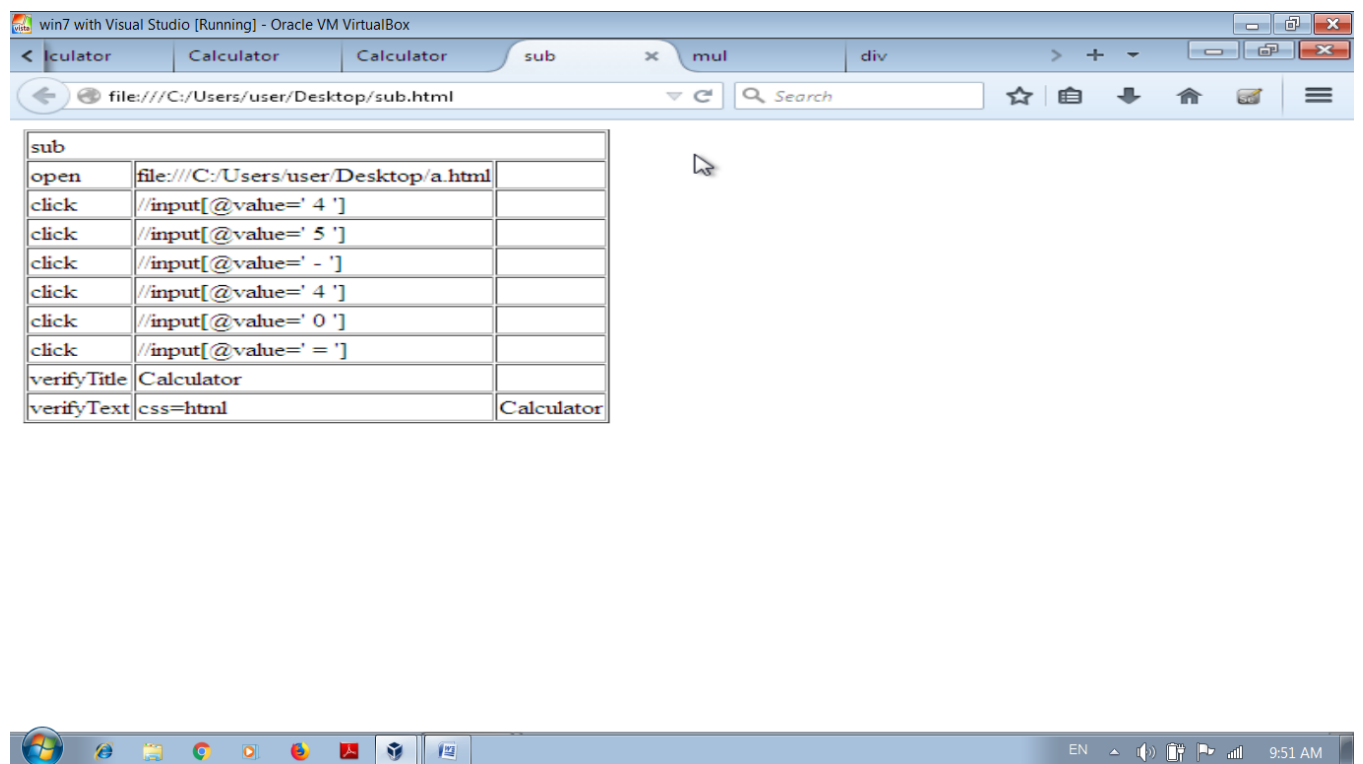 win7 with Visual Studio [Running] - Oracle VM VirtualBox
lculator Calculator Calculator sub mul div
file:///C:/Users/user/Desktop/sub.html Search
sub
open file:///C:/Users/user/Desktop/a.html
click //input[@value=' 4 ']
click //input[@value=' 5 ']
click //input[@value=' - ']
click //input[@value=' 4 ']
click //input[@value=' 0 ']
click //input[@value=' = ']
verifyTitle Calculator
verifyText css=html Calculator
EN 9:51 AM